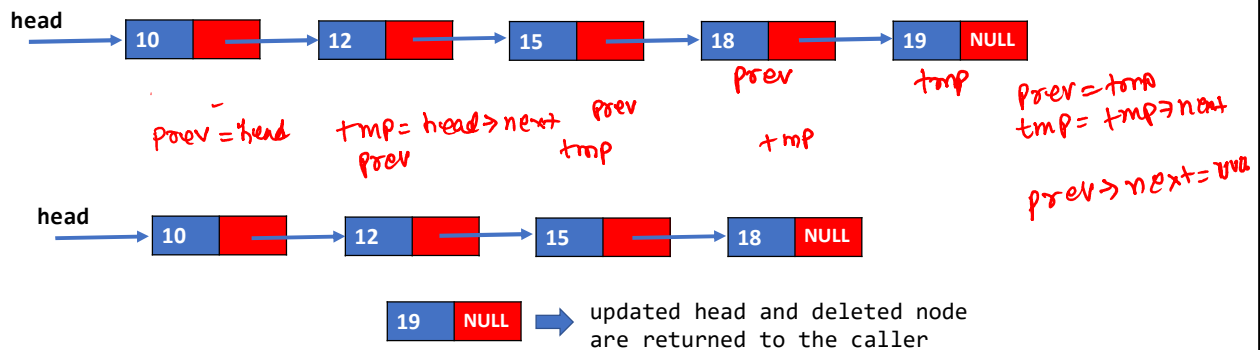 head
10 12 15 18 19 NULL
prev tmp
prev = head tmp = head->next prev
prev tmp tmp
prev = tmp
tmp = tmp->next
prev->next =
head
10 12 15 18 NULL
19 NULL updated head and deleted node
are returned to the caller